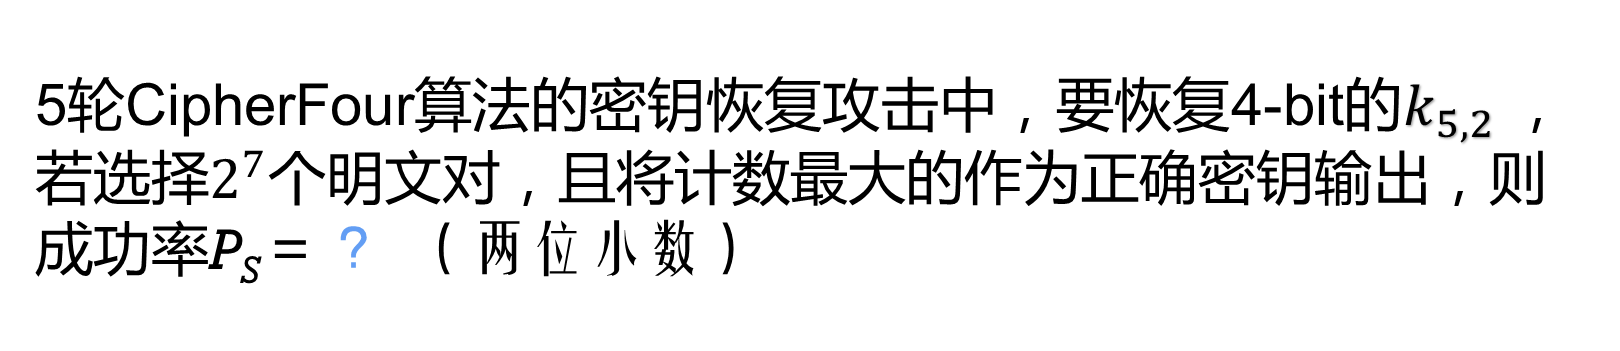 5轮CipherFour算法的密钥恢复攻击中，要恢复4-bit的𝑘₅,₂，
若选择2⁷个明文对，且将计数最大的作为正确密钥输出，则
成功率𝑃ₛ= ？（两位小数）